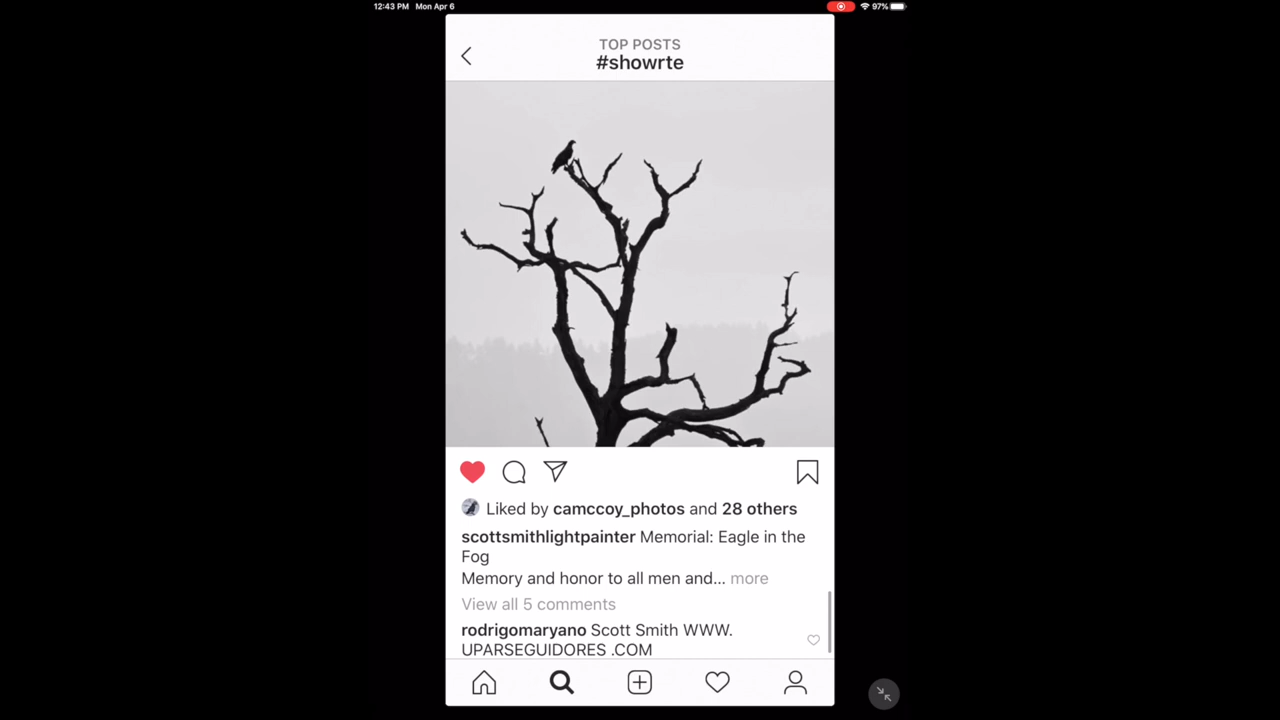 12:43 PM Mon Apr 6
97%
TOP POSTS
#showrte
Liked by camccoy_photos and 28 others
scottsmithlightpainter Memorial: Eagle in the
Fog
Memory and honor to all men and... more
View all 5 comments
rodrigomaryano Scott Smith WWW.
UPARSEGUIDORES .COM